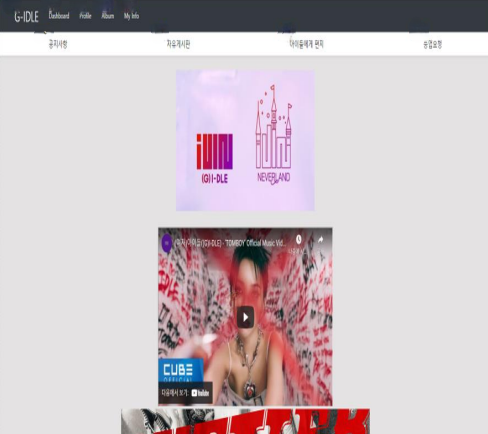 G-IDLE Dashboard Profile Album My Info
공지사항 자유게시판 아이들에게 편지 등업요청
(G)I-DLE
NEVERLAND
(여자)아이들((G)I-DLE) - 'TOMBOY' Official Music Vid...
CUBE
OFFICIAL
다음에서 보기: YouTube